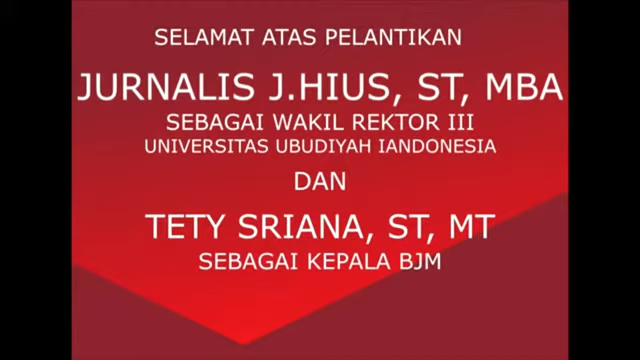 SELAMAT ATAS PELANTIKAN
JURNALIS J.HIUS, ST, MBA
SEBAGAI WAKIL REKTOR III
UNIVERSITAS UBUDIYAH IANDONESIA
DAN
TETY SRIANA, ST, MT
SEBAGAI KEPALA BJM